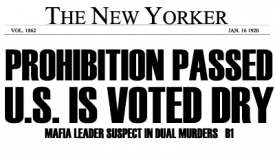 THE NEW YORKER
VOL. 1862 JAN. 16 1920
PROHIBITION PASSED
U.S. IS VOTED DRY
MAFIA LEADER SUSPECT IN DUAL MURDERS B1